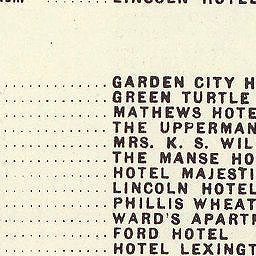 LINCOLN HOTEL
GARDEN CITY H
GREEN TURTLE
MATHEWS HOTE
THE UPPERMAN
MRS. K. S. WIL
THE MANSE HO
HOTEL MAJESTI
LINCOLN HOTEL
PHILLIS WHEAT
WARD'S APARTM
FORD HOTEL
HOTEL LEXINGT